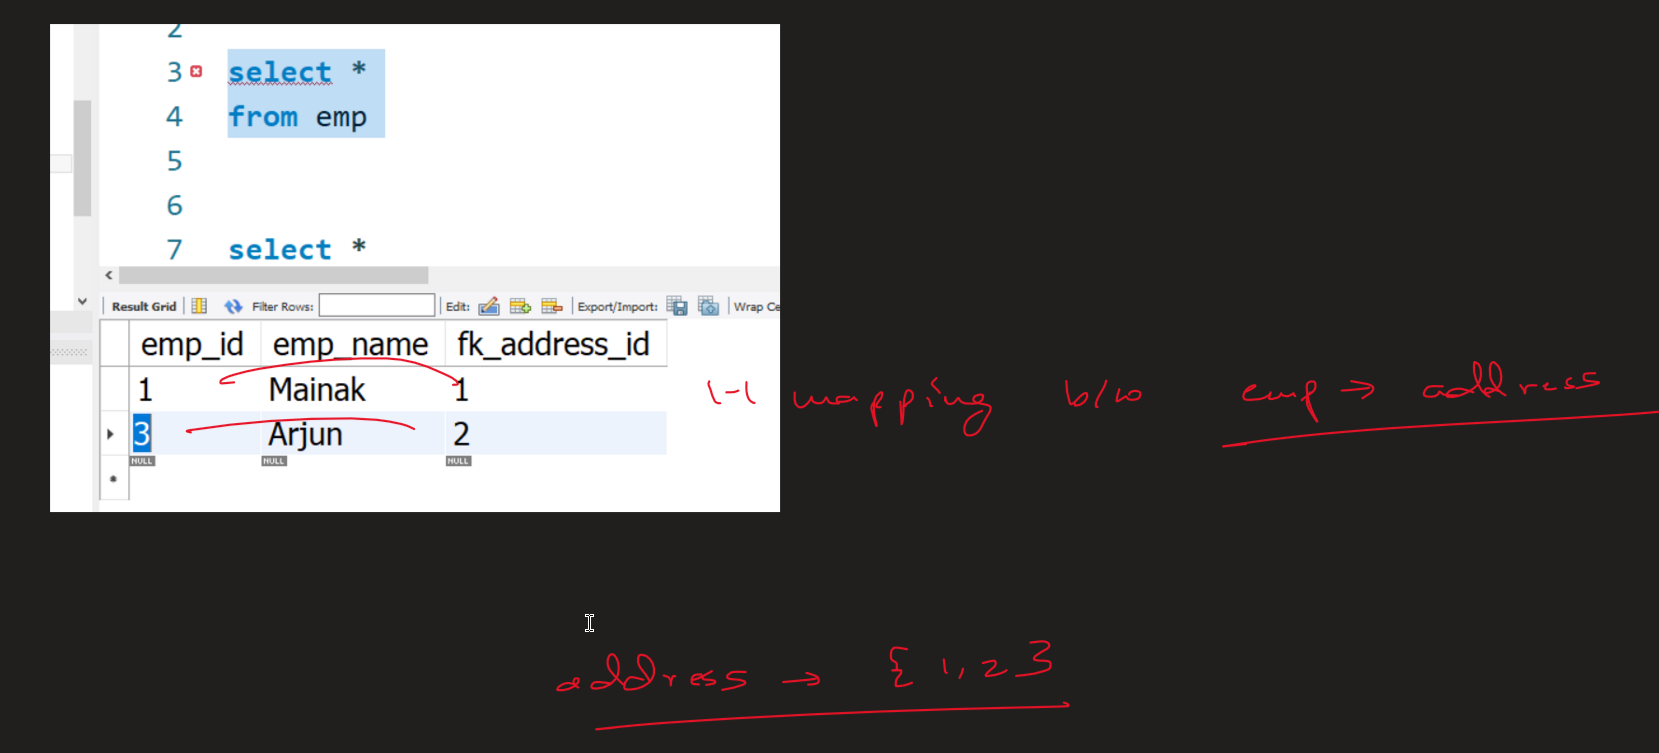 2
3 select *
4 from emp
5
6
7 select *
Result Grid Filter Rows: Edit: Export/Import: Wrap Ce
emp_id emp_name fk_address_id
1 Mainak 1
3 Arjun 2
NULL NULL NULL
1-1 mapping b/w emp → address
address → { 1, 2 }